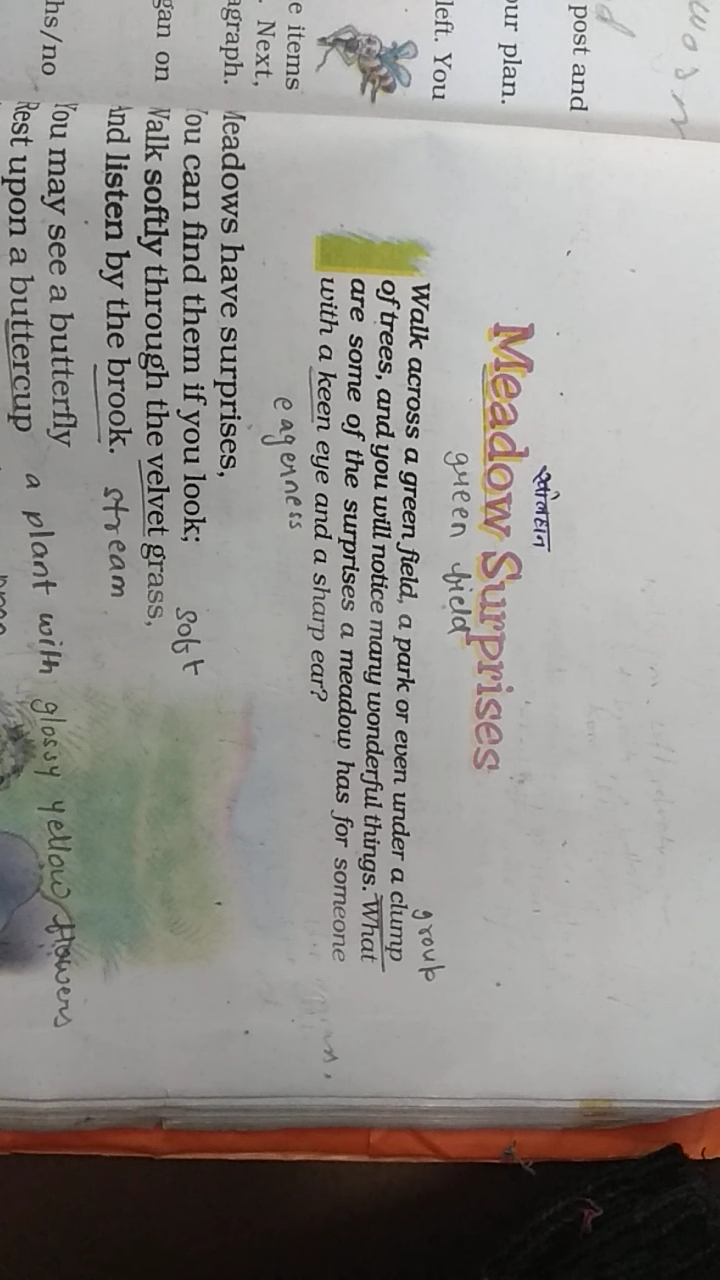 post and
our plan.
left. You
e items
. Next,
agraph.
gan on
hs/no
Meadow Surprises
green field
Walk across a green field, a park or even under a clump
group
of trees, and you will notice many wonderful things. What
are some of the surprises a meadow has for someone
with a keen eye and a sharp ear?
eagerness
Meadows have surprises,
You can find them if you look;
soft
Walk softly through the velvet grass,
And listen by the brook.
stream
You may see a butterfly
Rest upon a buttercup
a plant with glossy yellow flowers